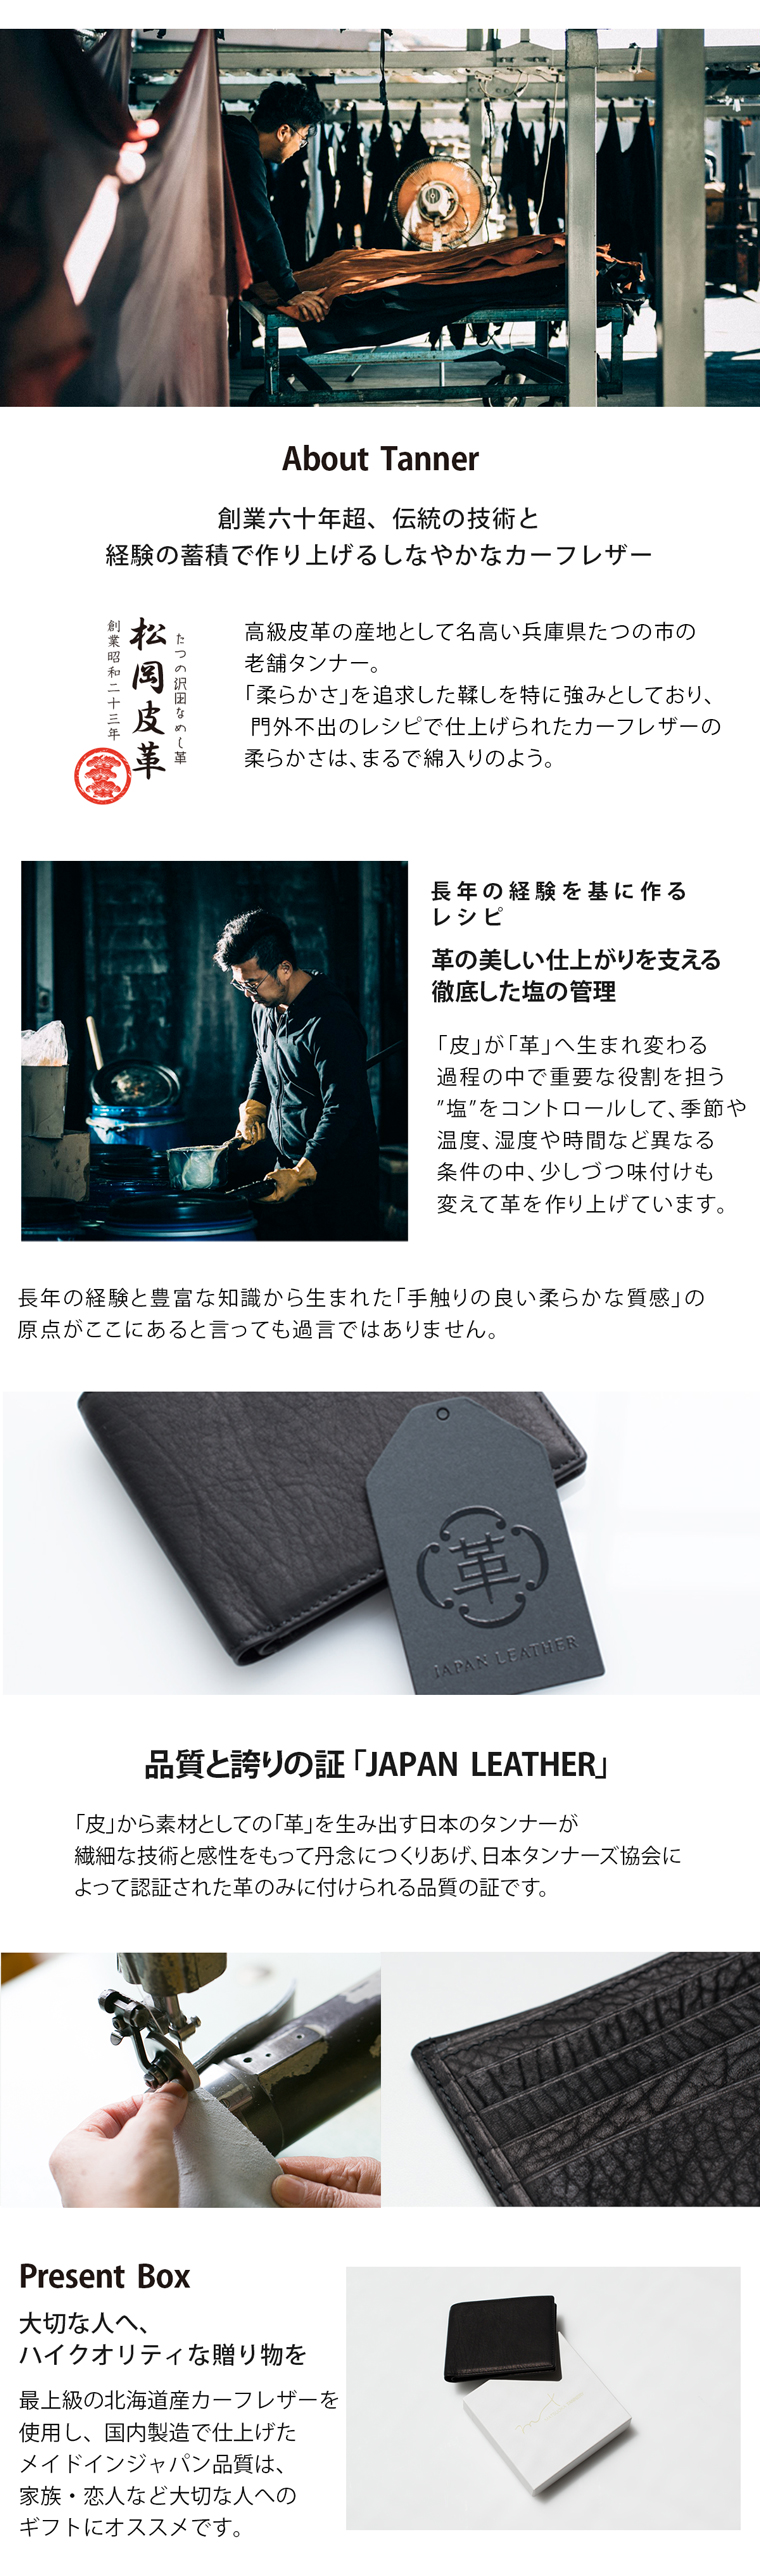 About Tanner
創業六十年超、伝統の技術と
経験の蓄積で作り上げるしなやかなカーフレザー
たつの沢田なめし革
松岡皮革
創業昭和二十三年
高級皮革の産地として名高い兵庫県たつの市の
老舗タンナー。
「柔らかさ」を追求した鞣しを特に強みとしており、
門外不出のレシピで仕上げられたカーフレザーの
柔らかさは、まるで綿入りのよう。
長年の経験を基に作る
レシピ
革の美しい仕上がりを支える
徹底した塩の管理
「皮」が「革」へ生まれ変わる
過程の中で重要な役割を担う
"塩"をコントロールして、季節や
温度、湿度や時間など異なる
条件の中、少しづつ味付けも
変えて革を作り上げています。
長年の経験と豊富な知識から生まれた「手触りの良い柔らかな質感」の
原点がここにあると言っても過言ではありません。
革
JAPAN LEATHER
品質と誇りの証「JAPAN LEATHER」
「皮」から素材としての「革」を生み出す日本のタンナーが
繊細な技術と感性をもって丹念につくりあげ、日本タンナーズ協会に
よって認証された革のみに付けられる品質の証です。
Present Box
大切な人へ、
ハイクオリティな贈り物を
最上級の北海道産カーフレザーを
使用し、国内製造で仕上げた
メイドインジャパン品質は、
家族・恋人など大切な人への
ギフトにオススメです。